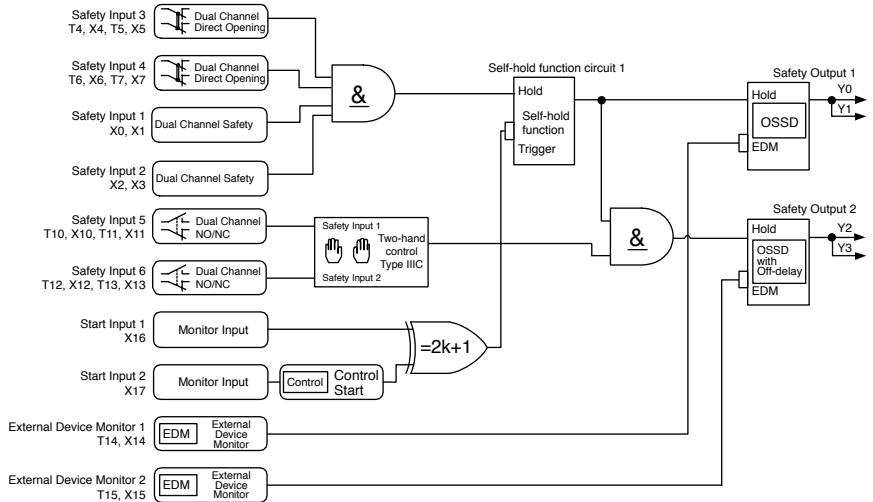 Safety Input 3
T4, X4, T5, X5
Dual Channel
Direct Opening
Safety Input 4
T6, X6, T7, X7
Dual Channel
Direct Opening
Safety Input 1
X0, X1
Dual Channel Safety
Safety Input 2
X2, X3
Dual Channel Safety
&
Self-hold function circuit 1
Hold
Self-hold
function
Trigger
Safety Output 1
Hold
OSSD
EDM
Y0
Y1
Safety Input 5
T10, X10, T11, X11
Dual Channel
NO/NC
Safety Input 6
T12, X12, T13, X13
Dual Channel
NO/NC
Safety Input 1
Two-hand
control
Type IIIC
Safety Input 2
&
Safety Output 2
Hold
OSSD
with
Off-delay
EDM
Y2
Y3
Start Input 1
X16
Monitor Input
Start Input 2
X17
Monitor Input
Control
Control
Start
=2k+1
External Device Monitor 1
T14, X14
EDM
External
Device
Monitor
External Device Monitor 2
T15, X15
EDM
External
Device
Monitor